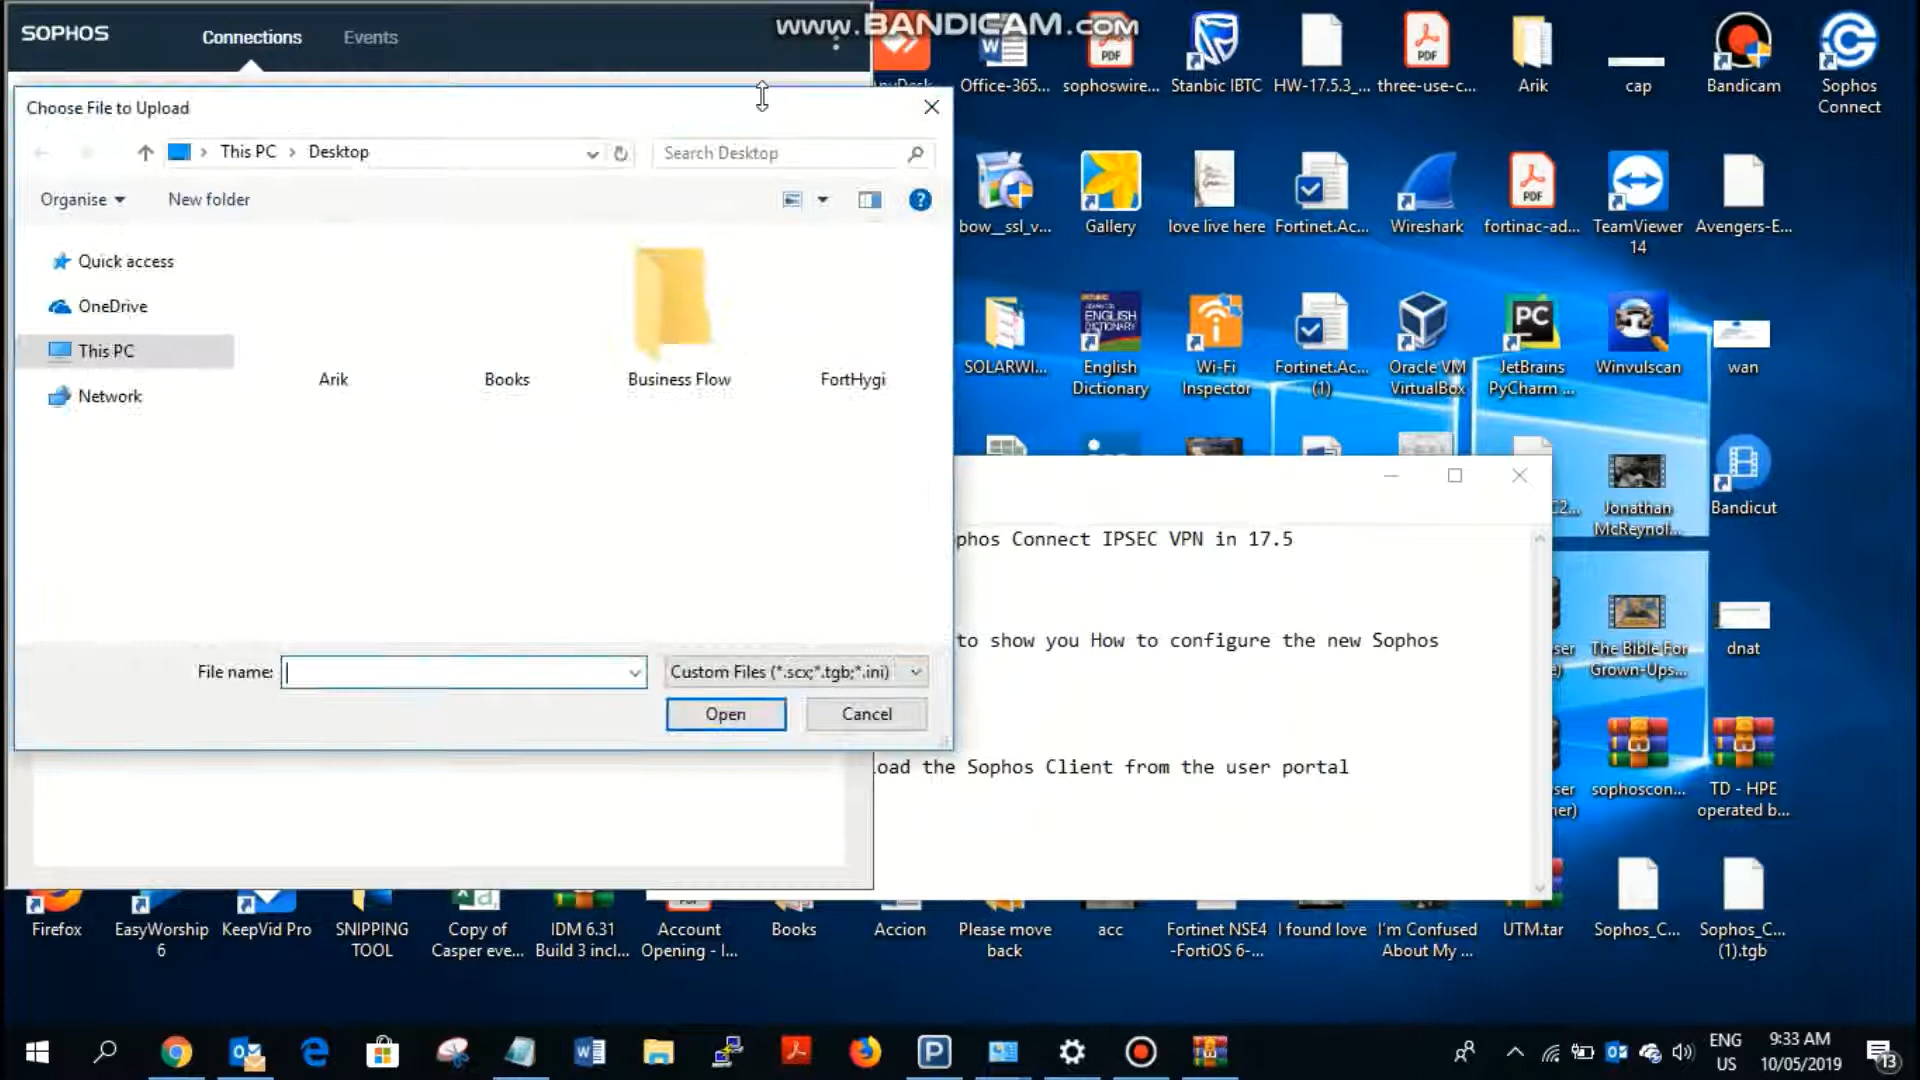 www.BANDICAM.com
SOPHOS
Connections
Events
Choose File to Upload
This PC
Desktop
Search Desktop
Organise
New folder
Quick access
OneDrive
This PC
Network
Arik
Books
Business Flow
FortHygi
File name:
Custom Files (*.scx;*.tgb;*.ini)
Open
Cancel
phos Connect IPSEC VPN in 17.5
to show you How to configure the new Sophos
oad the Sophos Client from the user portal
Office-365...
sophoswire...
Stanbic IBTC
HW-17.5.3_...
three-use-c...
Arik
cap
Bandicam
Sophos
Connect
bow__ssl_v...
Gallery
love live here
Fortinet.Ac...
Wireshark
fortinac-ad...
TeamViewer
14
Avengers-E...
SOLARWI...
English
Dictionary
Wi-Fi
Inspector
Fortinet.Ac...
(1)
Oracle VM
VirtualBox
JetBrains
PyCharm ...
Winvulscan
wan
PDF
PDF
PDF
ENGLISH
DICTIONARY
PC
Jonathan
McReynol...
Bandicut
The Bible For
Grown-Ups...
dnat
sophoscon...
TD - HPE
operated b...
Firefox
EasyWorship
6
KeepVid Pro
SNIPPING
TOOL
Copy of
Casper eve...
IDM 6.31
Build 3 incl...
Account
Opening - I...
Books
Accion
Please move
back
acc
Fortinet NSE4
-FortiOS 6-...
I found love
I'm Confused
About My ...
UTM.tar
Sophos_C...
Sophos_C...
(1).tgb
ENG
US
9:33 AM
10/05/2019
13